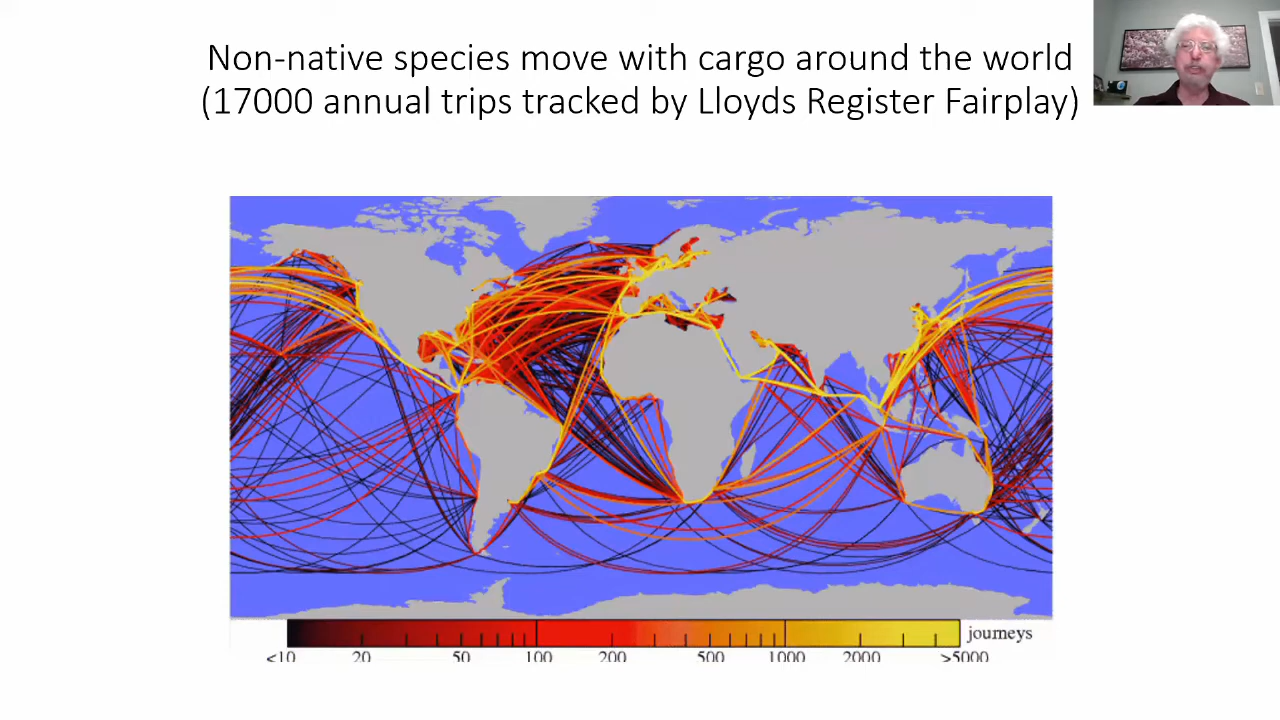 Non-native species move with cargo around the world
(17000 annual trips tracked by Lloyds Register Fairplay)
journeys
<10 20 50 100 200 500 1000 2000 >5000